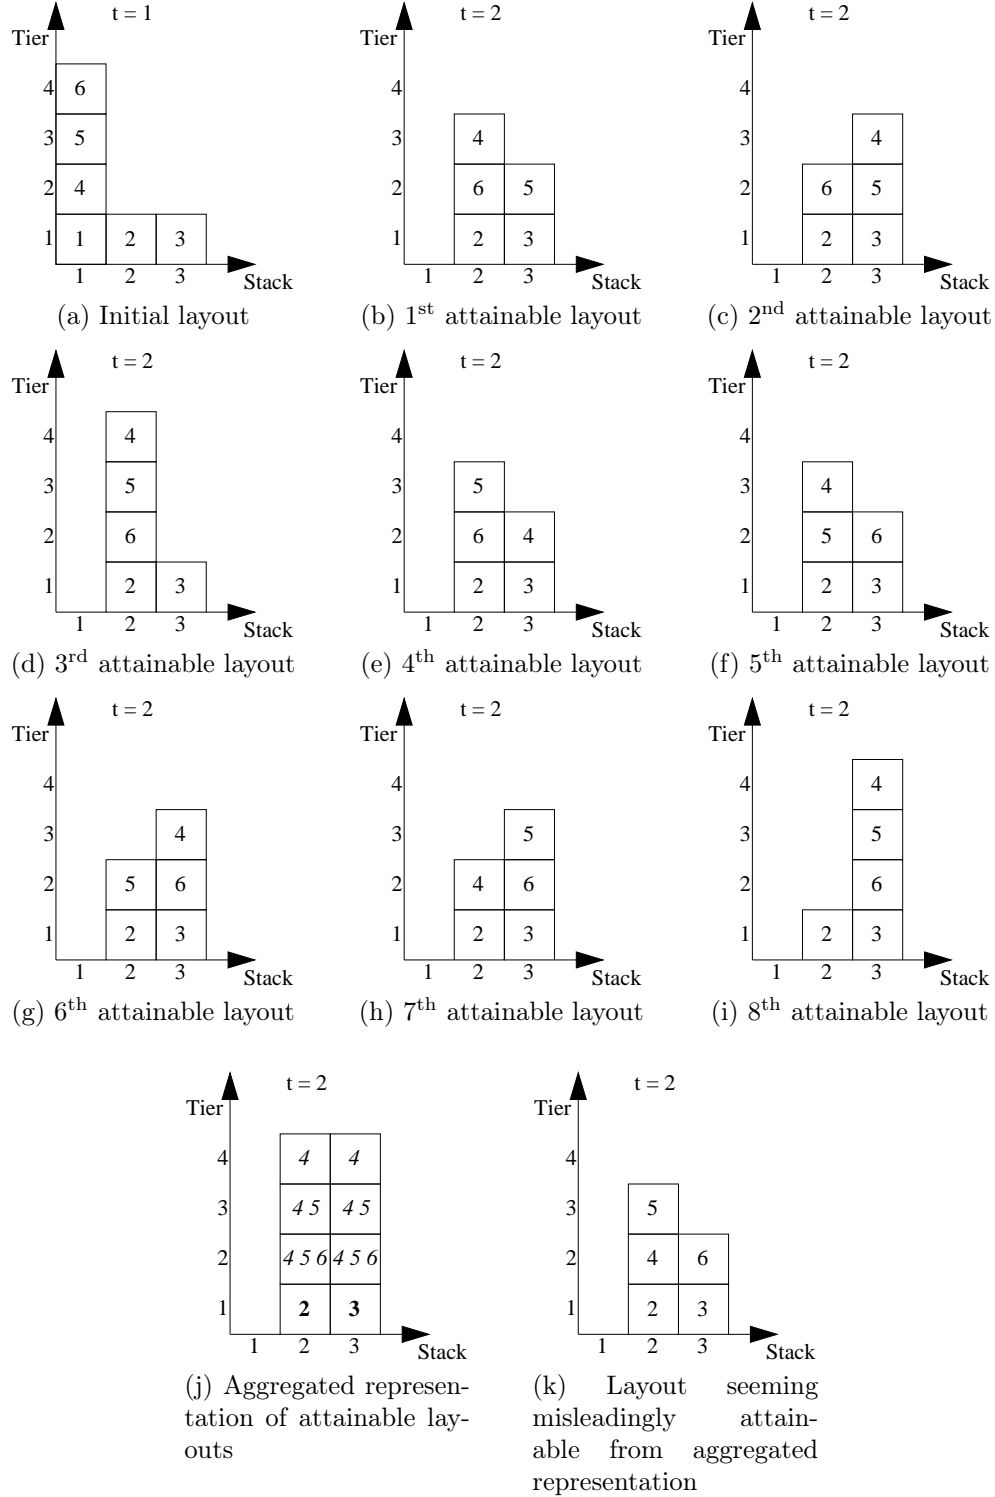 t = 1 t = 2 t = 2
Tier Tier Tier
4 6 4 4
3 5 3 4 3 4
2 4 2 6 5 2 6 5
1 1 2 3 1 2 3 1 2 3
1 2 3 1 2 3 1 2 3
Stack Stack Stack
(a) Initial layout (b) 1st attainable layout (c) 2nd attainable layout
t = 2 t = 2 t = 2
Tier Tier Tier
4 4 4 4
3 5 3 5 3 4
2 6 2 6 4 2 5 6
1 2 3 1 2 3 1 2 3
1 2 3 1 2 3 1 2 3
Stack Stack Stack
(d) 3rd attainable layout (e) 4th attainable layout (f) 5th attainable layout
t = 2 t = 2 t = 2
Tier Tier Tier
4 4 4 4
3 4 3 5 3 5
2 5 6 2 4 6 2 6
1 2 3 1 2 3 1 2 3
1 2 3 1 2 3 1 2 3
Stack Stack Stack
(g) 6th attainable layout (h) 7th attainable layout (i) 8th attainable layout
t = 2 t = 2
Tier Tier
4 4 4 4
3 4 5 4 5 3 5
2 4 5 6 4 5 6 2 4 6
1 2 3 1 2 3
1 2 3 1 2 3
Stack Stack
(j) Aggregated represen-
tation of attainable lay-
outs
(k) Layout seeming
misleadingly attain-
able from aggregated
representation